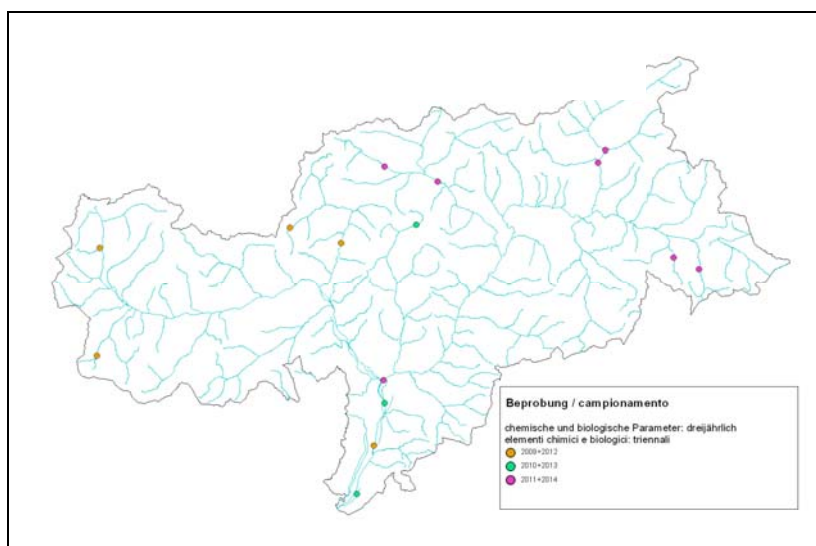 Beprobung / campionamento
chemische und biologische Parameter: dreijährlich
elementi chimici e biologici: triennali
2009+2012
2010+2013
2011+2014